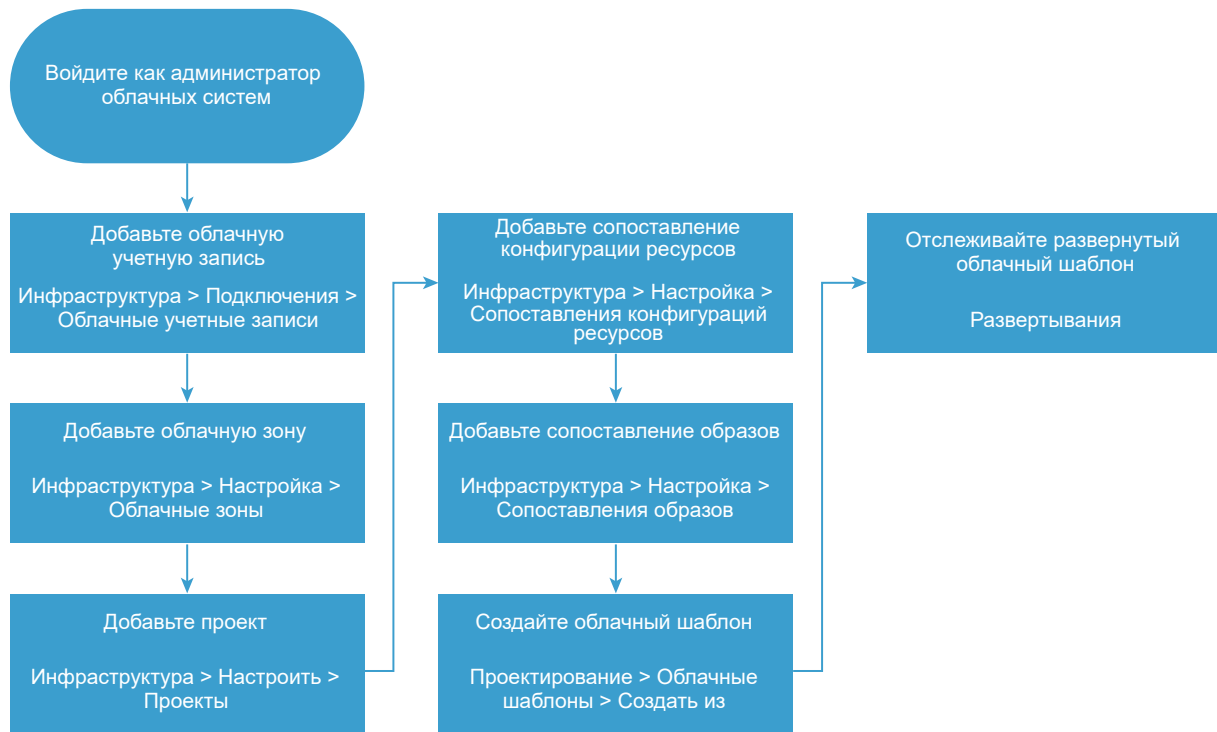 Войдите как администратор
облачных систем
Добавьте облачную
учетную запись
Инфраструктура > Подключения >
Облачные учетные записи
Добавьте облачную зону
Инфраструктура > Настройка >
Облачные зоны
Добавьте проект
Инфраструктура > Настроить >
Проекты
Добавьте сопоставление
конфигурации ресурсов
Инфраструктура > Настройка >
Сопоставления конфигураций
ресурсов
Добавьте сопоставление образов
Инфраструктура > Настройка >
Сопоставления образов
Создайте облачный шаблон
Проектирование > Облачные
шаблоны > Создать из
Отслеживайте развернутый
облачный шаблон
Развертывания